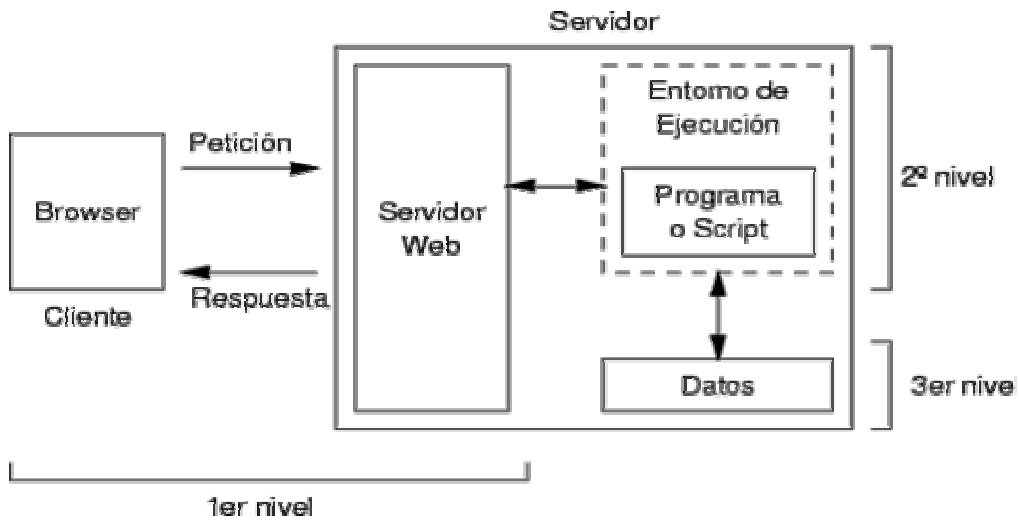 Servidor
Entorno de
Ejecución
Petición
2º nivel
Browser
Servidor
Web
Programa
o Script
Respuesta
Cliente
Datos
3er nivel
1er nivel